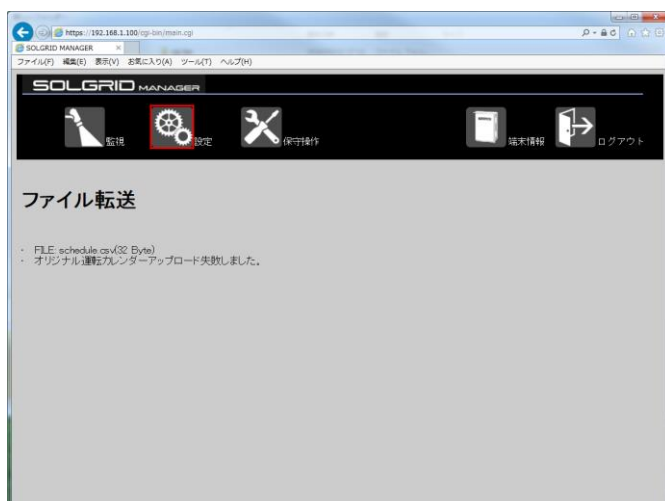 https://192.168.1.100/cgi-bin/main.cgi
SOLGRID MANAGER
ファイル(F) 編集(E) 表示(V) お気に入り(A) ツール(T) ヘルプ(H)
SOLGRID MANAGER
監視 設定 保守操作 端末情報 ログアウト
ファイル転送
- FILE: schedule.csv(32 Byte)
- オリジナル運転カレンダーアップロード失敗しました。